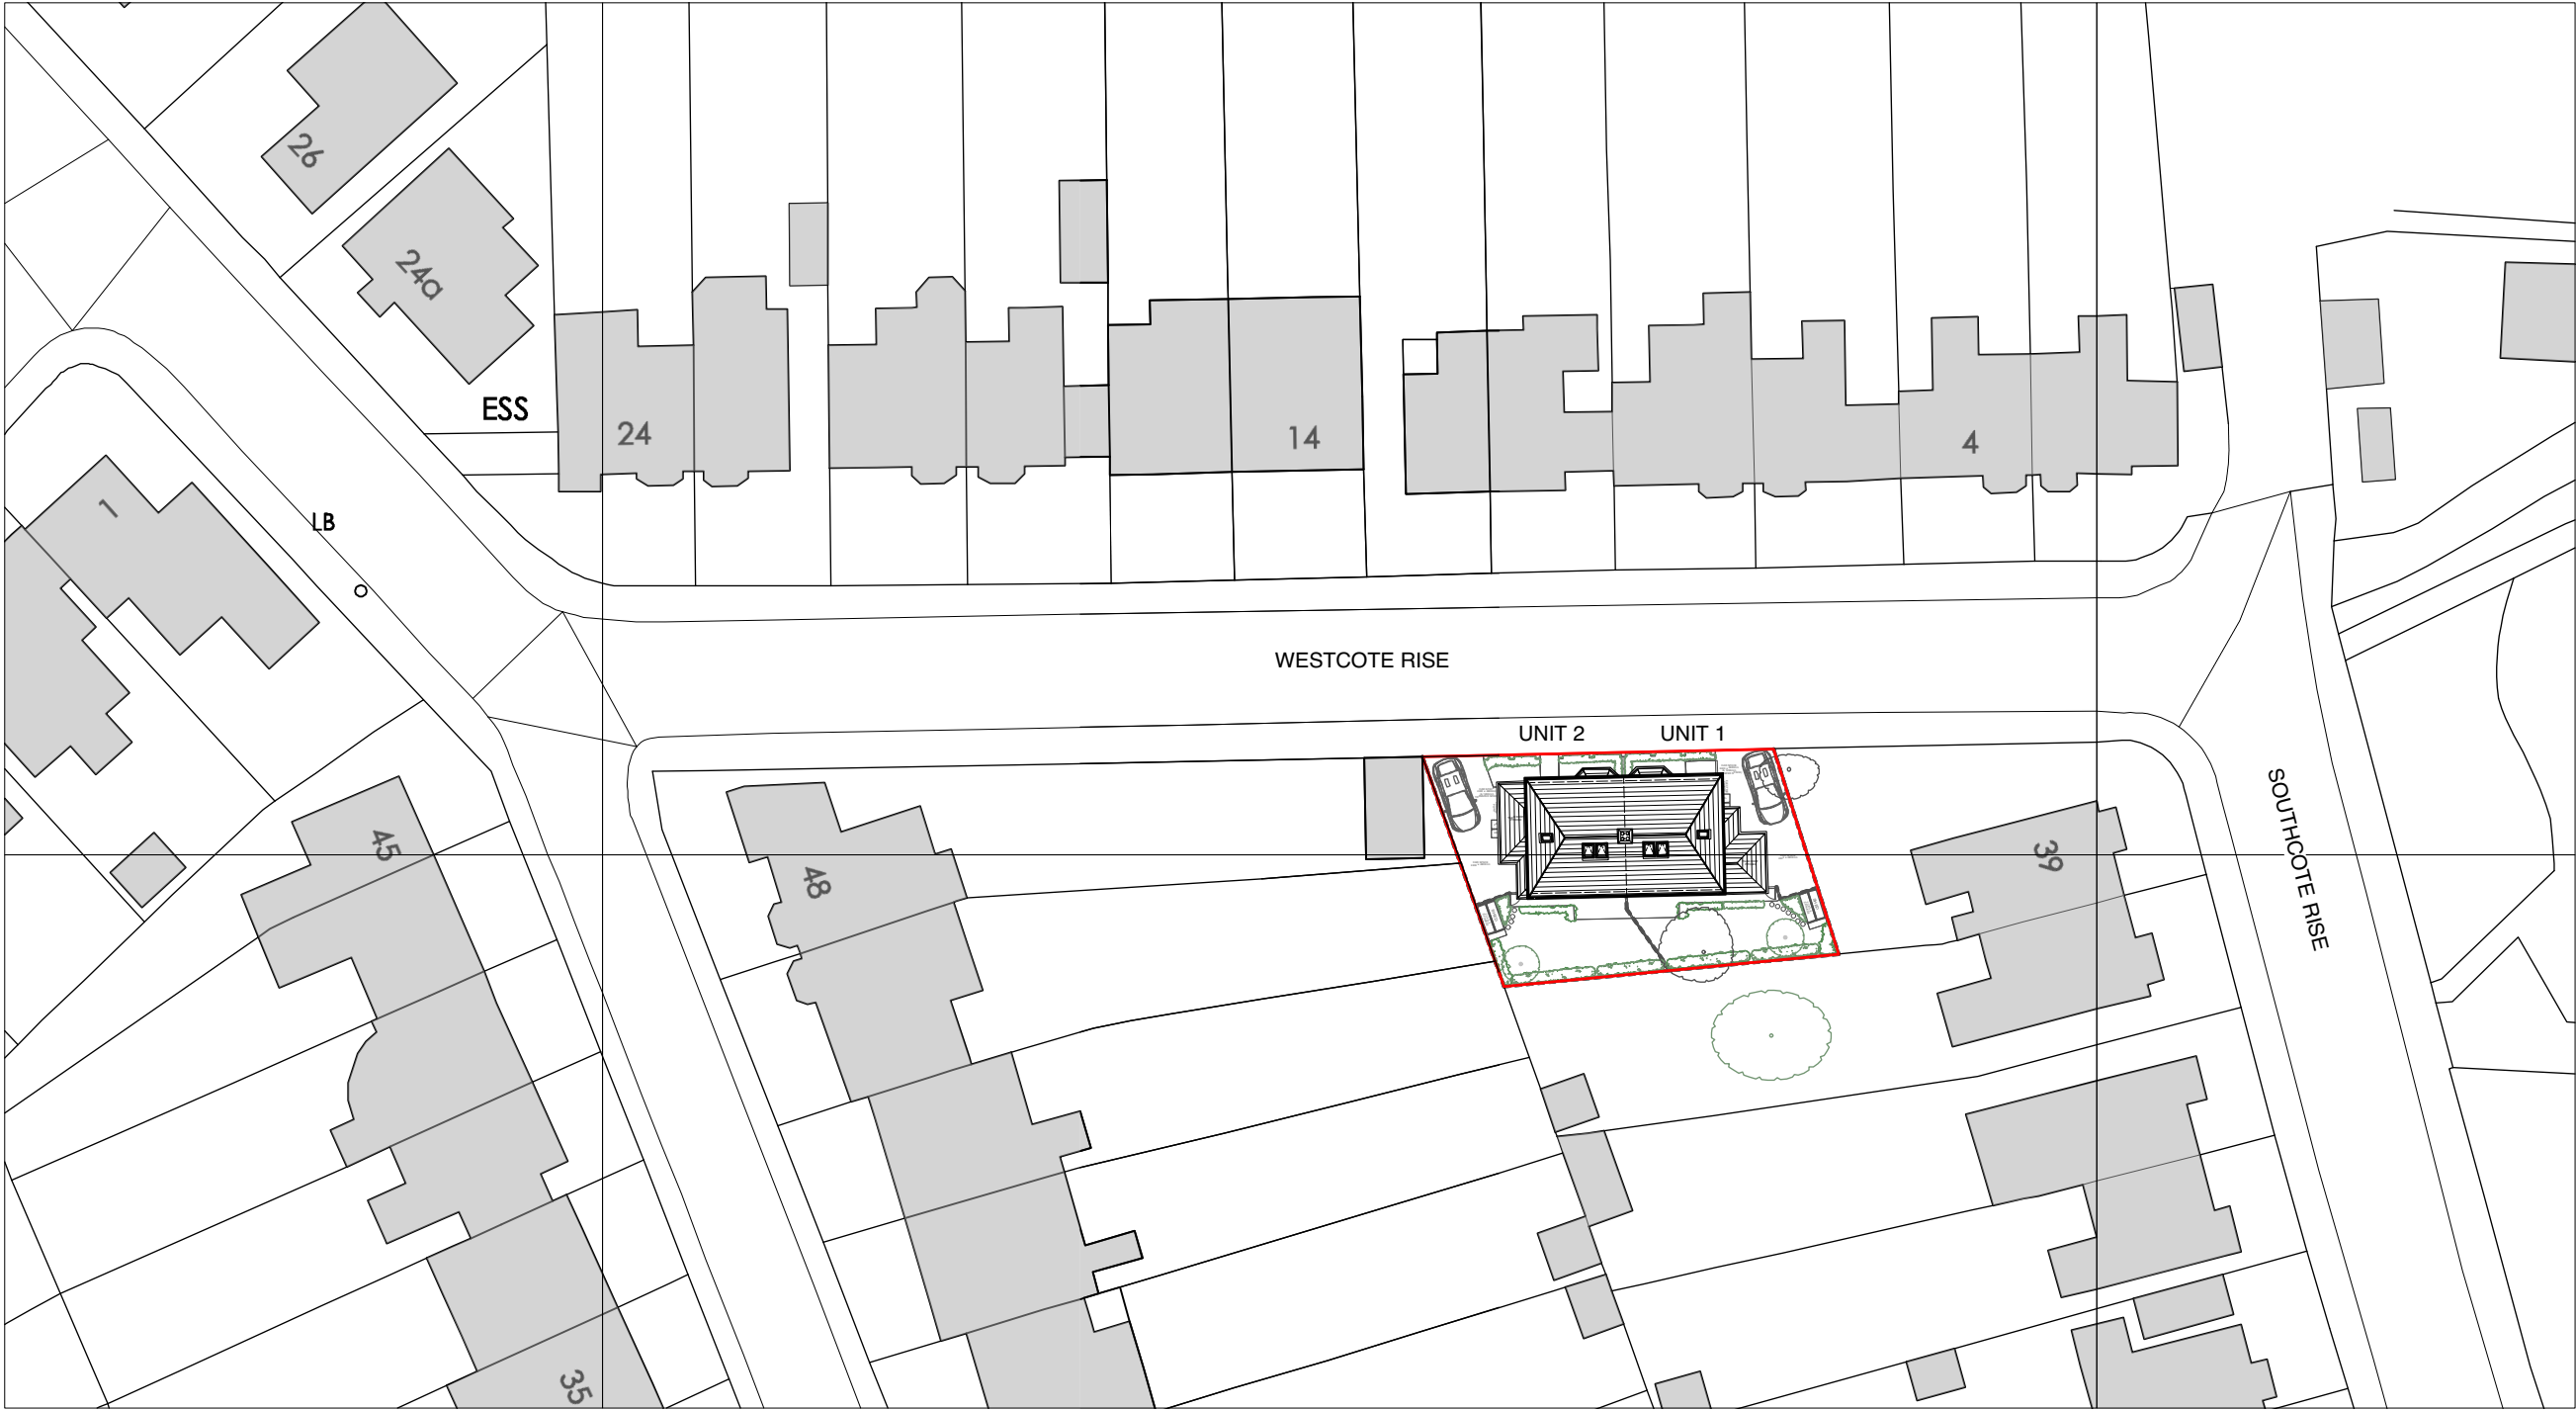 26
24a
ESS
24
14
4
1
LB
WESTCOTE RISE
UNIT 2
UNIT 1
45
48
39
SOUTHCOTE RISE
35